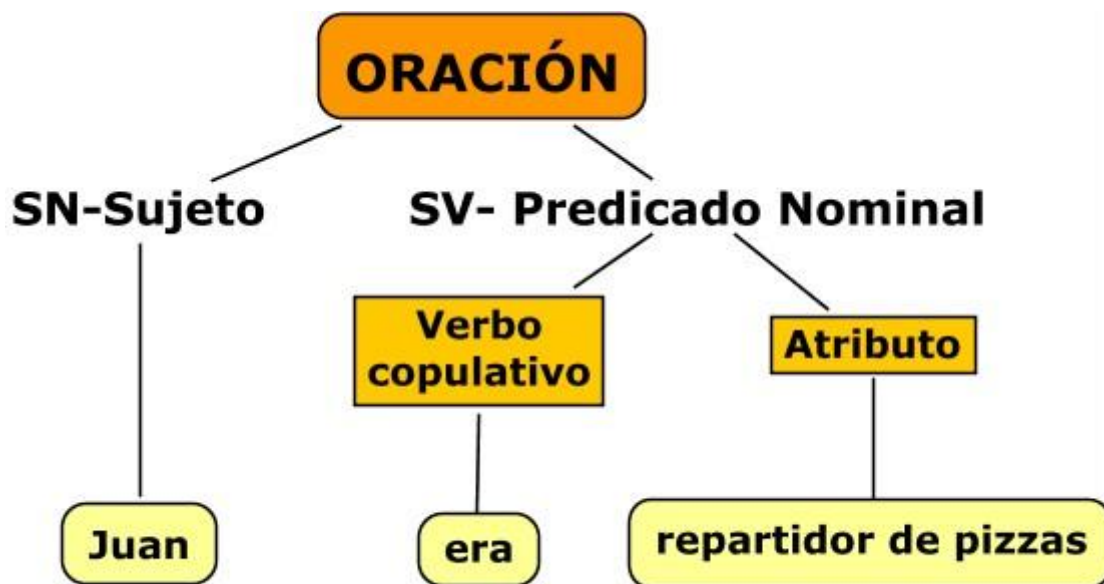 ORACIÓN
SN-Sujeto
SV- Predicado Nominal
Verbo
copulativo
Atributo
Juan
era
repartidor de pizzas